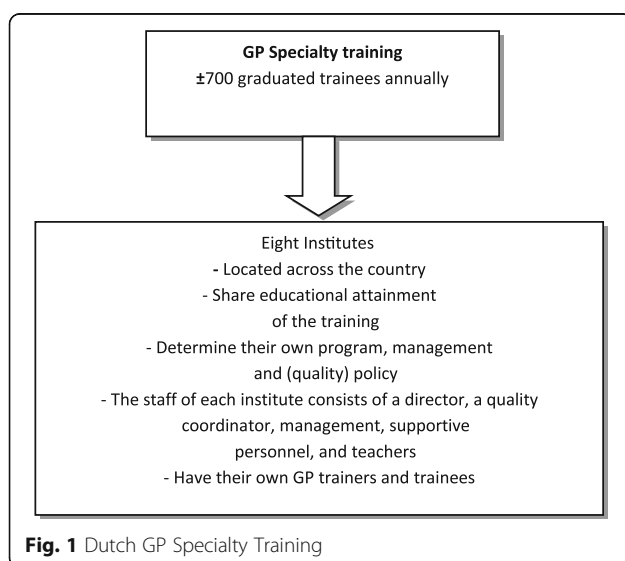 GP Specialty training
±700 graduated trainees annually
Eight Institutes
- Located across the country
- Share educational attainment
of the training
- Determine their own program, management
and (quality) policy
- The staff of each institute consists of a director, a quality
coordinator, management, supportive
personnel, and teachers
- Have their own GP trainers and trainees
Fig. 1 Dutch GP Specialty Training